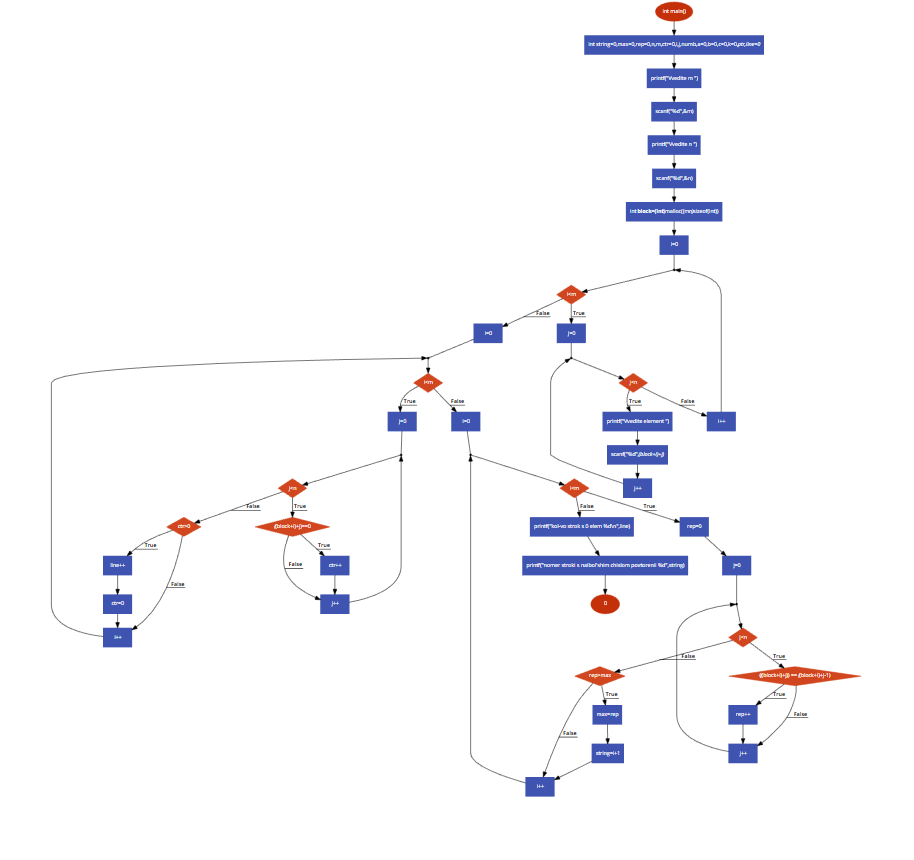 int main()
int string=0,max=0,rep=0,n,m,ctr=0,i,j,numb,a=0,b=0,c=0,k=0,ptr,line=0
printf("Vvedite m ")
scanf("%d",&m)
printf("Vvedite n ")
scanf("%d",&n)
int block=(int)malloc((mn)sizeof(int))
i=0
i<m
False
True
i=0
j=0
i<m
j<n
True
False
True
False
j=0
i=0
printf("Vvedite element ")
i++
scanf("%d",(block+i)+j)
j<n
i<m
j++
False
True
False
True
ctr>0
((block+i)+j)==0
printf("kol-vo strok s 0 elem %d\n",line)
rep=0
True
True
line++
False
ctr++
printf("nomer stroki s naibol'shim chislom povtorenii %d",string)
j=0
False
ctr=0
j++
0
i++
j<n
False
True
rep>max
((block+i)+j) == ((block+i)+j-1)
True
True
max=rep
rep++
False
False
string=i+1
j++
i++